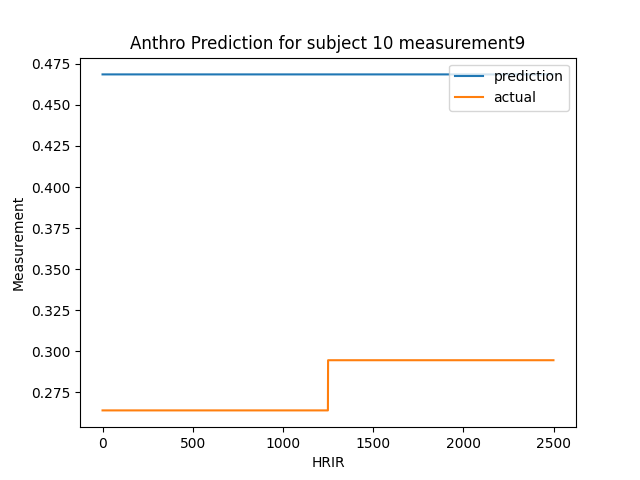 Anthro Prediction for subject 10 measurement9
0.475
0.450
0.425
0.400
0.375
0.350
0.325
0.300
0.275
Measurement
prediction
actual
0 500 1000 1500 2000 2500
HRIR